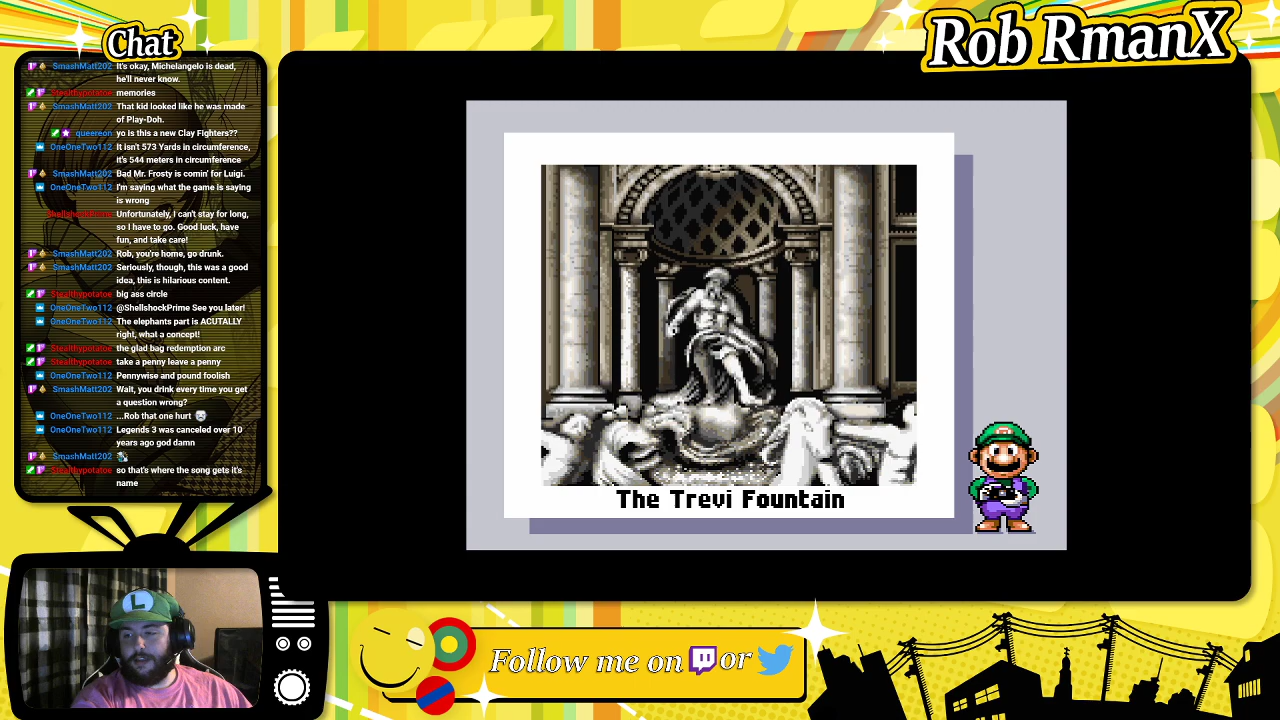 Chat
Rob RmanX
SmashMatt202 It's okay, Michelangelo is dead,
he'll never know.
Stealthypotatoe memories
SmashMatt202 That kid looked like he was made
of Play-Doh.
queereon yo is this a new Clay Fighters??
OneOneTwo112 It isn't 573 Yards in circumference,
it's 544 meters in circumference
SmashMatt202 Bad Mr. Frosty is comin' for Luigi.
OneOneTwo112 I'm saying what the game is saying
is wrong
ShellshockPrime Unfortunately, I can't stay for long,
so I have to go. Good luck, have
fun, and take care!
SmashMatt202 Rob, you're home, go drunk.
SmashMatt202 Seriously, though, this was a good
idea, this is hilarious content.
Stealthypotatoe big ass circle
OneOneTwo112 @ShellshockPrime See you later!
OneOneTwo112 The elephants part is ACUTALLY
right, what a concept!
Stealthypotatoe the glad bag redemption arc
Stealthypotatoe take a penny leave a penny
OneOneTwo112 Pennywise and pound foolish
SmashMatt202 Wait, you drink every time you get
a question wrong?
OneOneTwo112 ...Rob that one hurt
OneOneTwo112 Legends 3 was canceled over 10
years ago god damn
SmashMatt202
Stealthypotatoe so that's where the song gets it's
name
The Trevi Fountain
L
Follow me on or